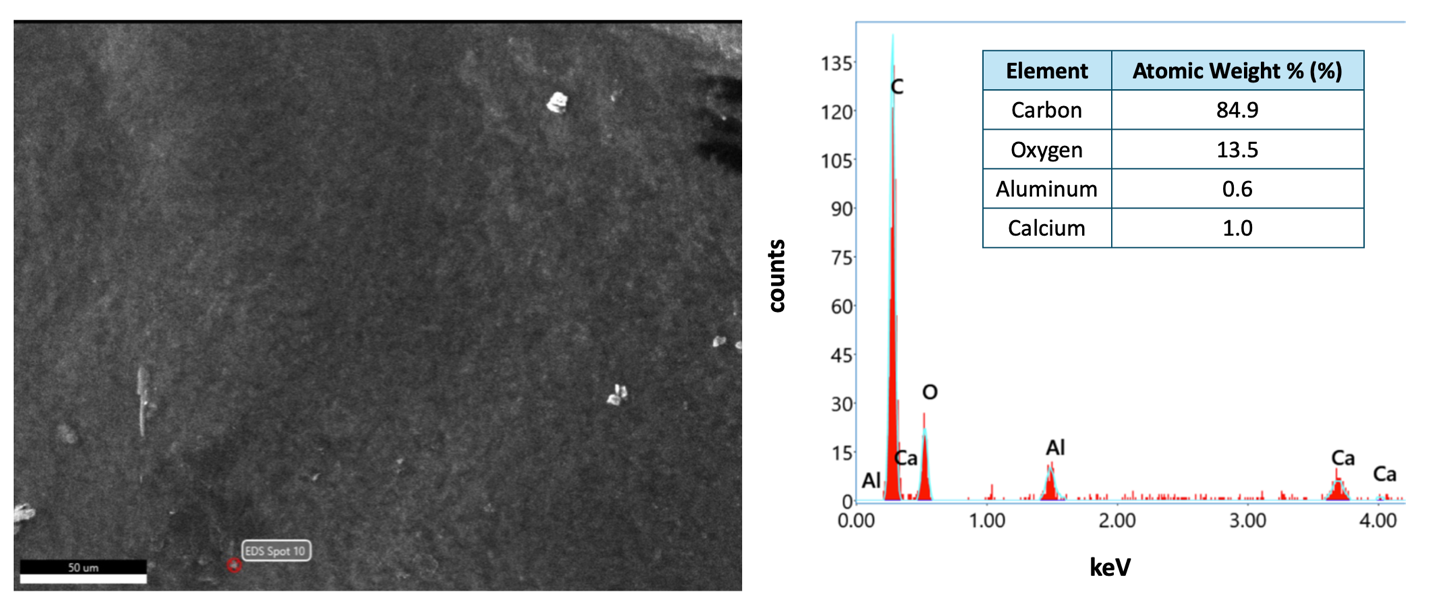 EDS Spot 10
50 um
counts
135
120
105
90
75
60
45
30
15
0
C
O
Ca
Al
Al
Ca
Ca
0.00 1.00 2.00 3.00 4.00
keV
Element Atomic Weight % (%)
Carbon 84.9
Oxygen 13.5
Aluminum 0.6
Calcium 1.0